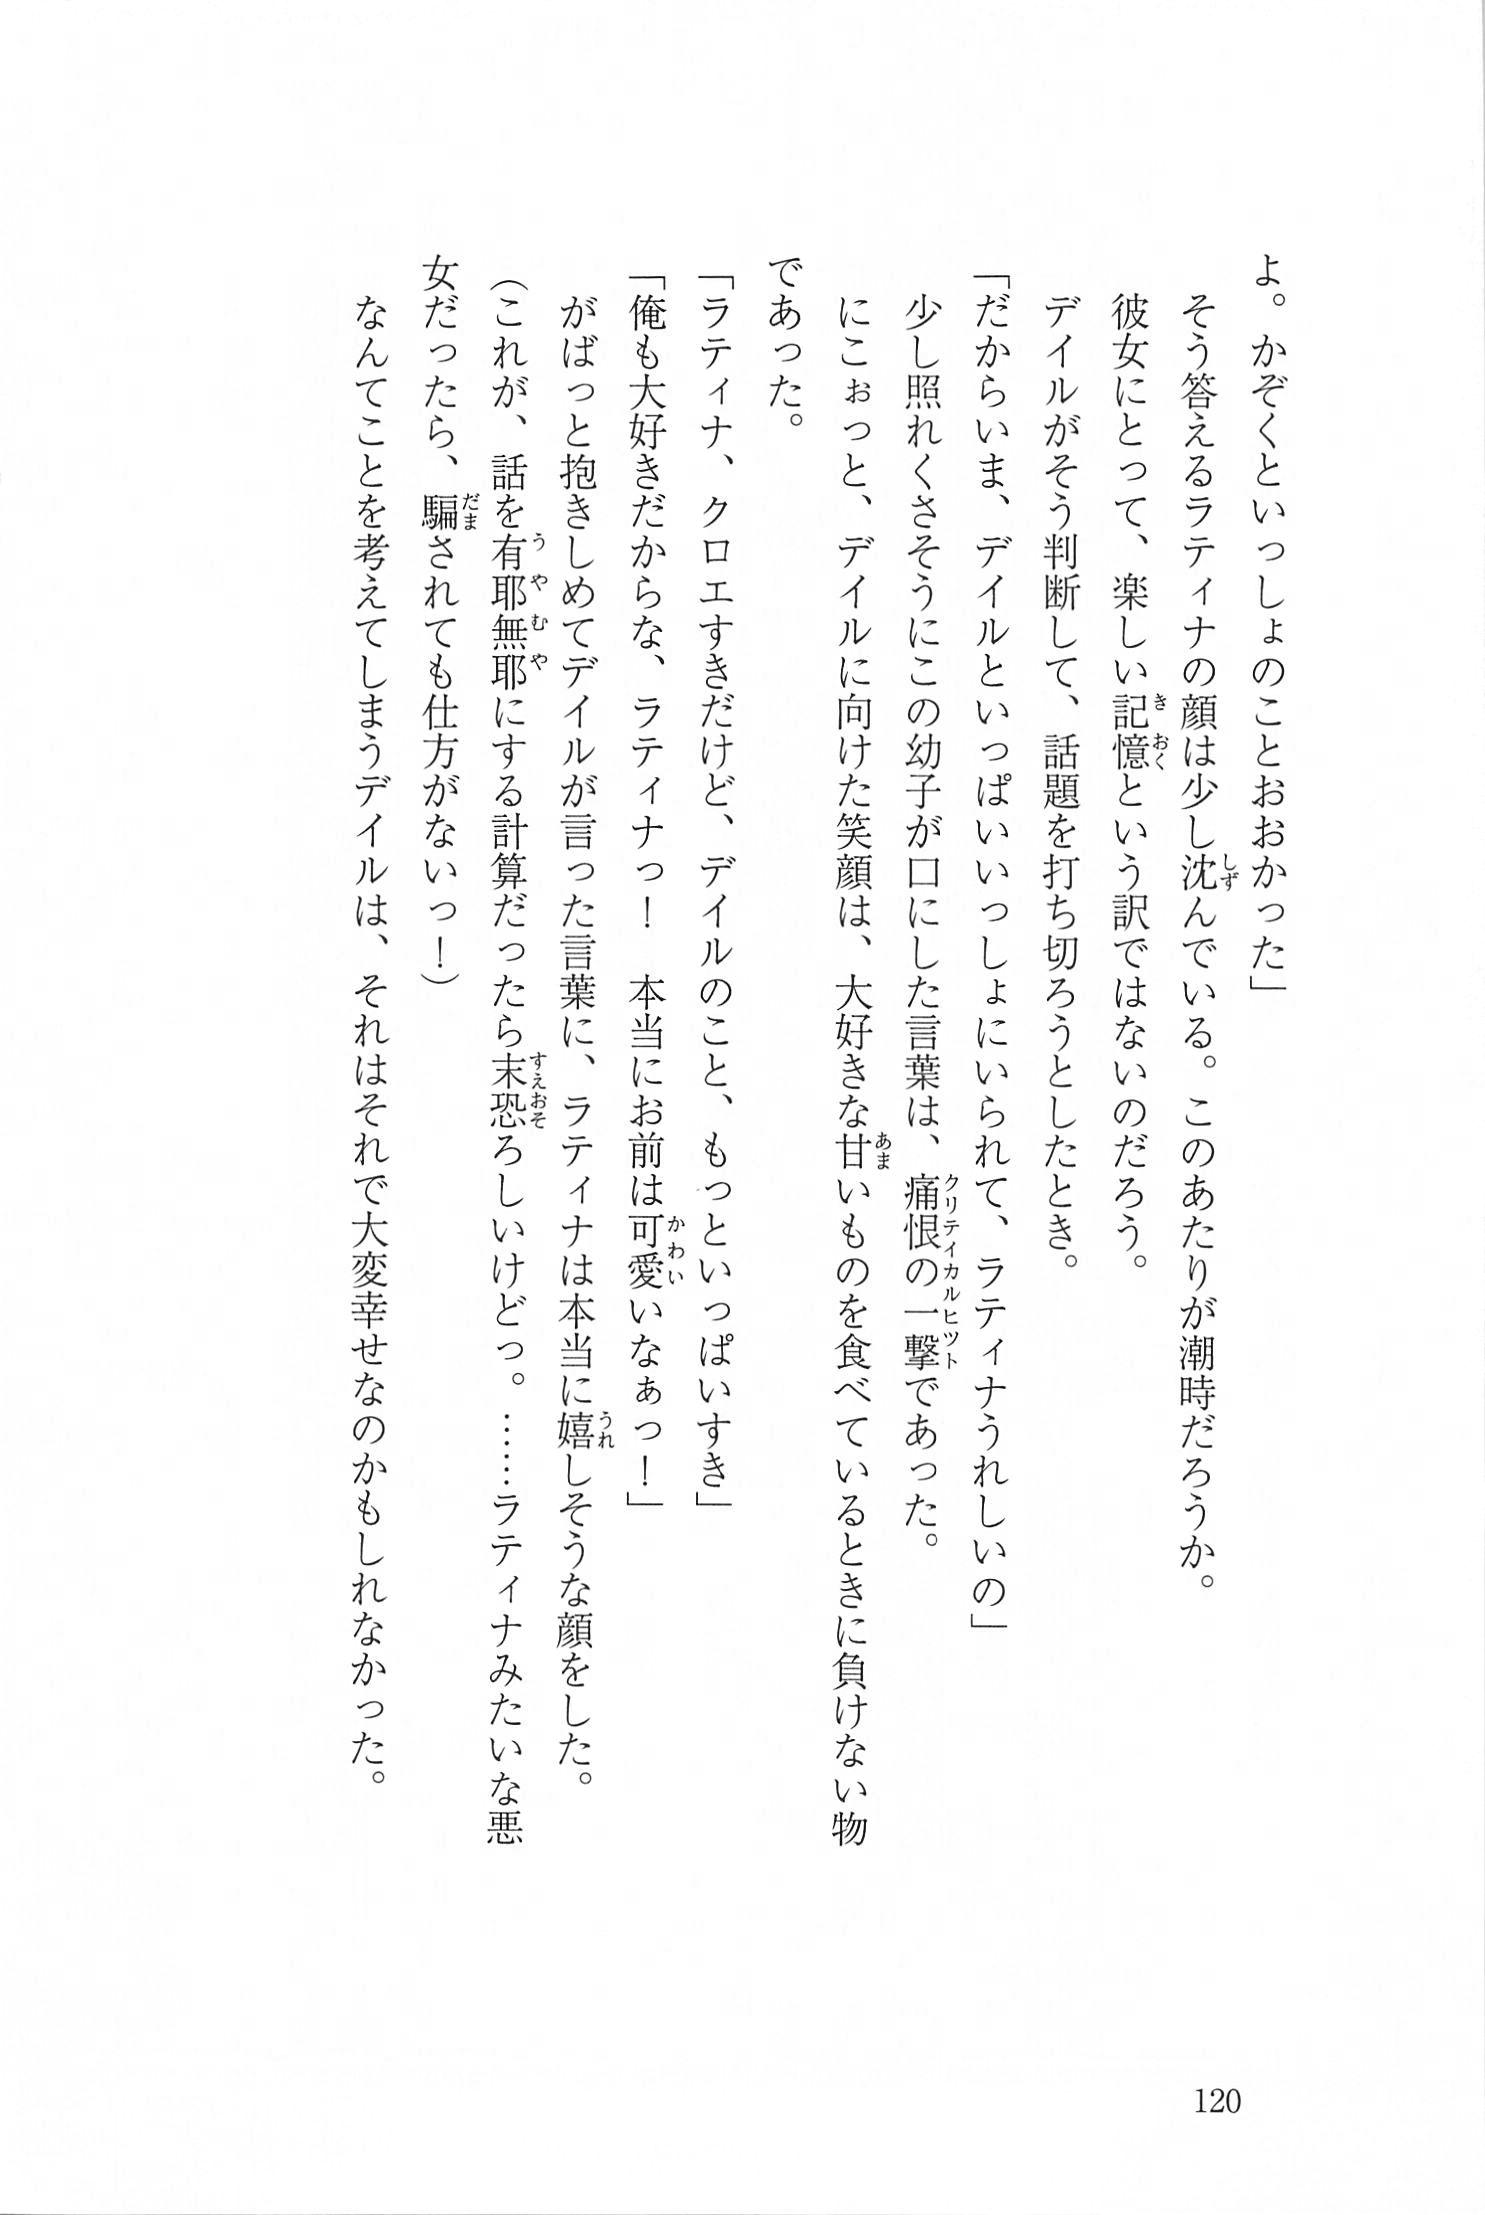 よ。かぞくといっしょのことおおかった」
　そう答えるラティナの顔は少し沈んでいる。このあたりが潮時だろうか。
　彼女にとって、楽しい記憶という訳ではないのだろう。
　デイルがそう判断して、話題を打ち切ろうとしたとき。
「だからいま、デイルといっぱいいっしょにいられて、ラティナうれしいの」
　少し照れくさそうにこの幼子が口にした言葉は、痛恨の一撃であった。
　にこぉっと、デイルに向けた笑顔は、大好きな甘いものを食べているときに負けない物
であった。
「ラティナ、クロエすきだけど、デイルのこと、もっといっぱいすき」
「俺も大好きだからな、ラティナっ！　本当にお前は可愛いなぁっ！」
　がばっと抱きしめてデイルが言った言葉に、ラティナは本当に嬉しそうな顔をした。
（これが、話を有耶無耶にする計算だったら末恐ろしいけどっ。……ラティナみたいな悪
女だったら、騙されても仕方がないっ！）
　なんてことを考えてしまうデイルは、それはそれで大変幸せなのかもしれなかった。
しず
き おく
クリティカルヒット
あま
かわい
うれ
う や む や
すえおそ
だま
120